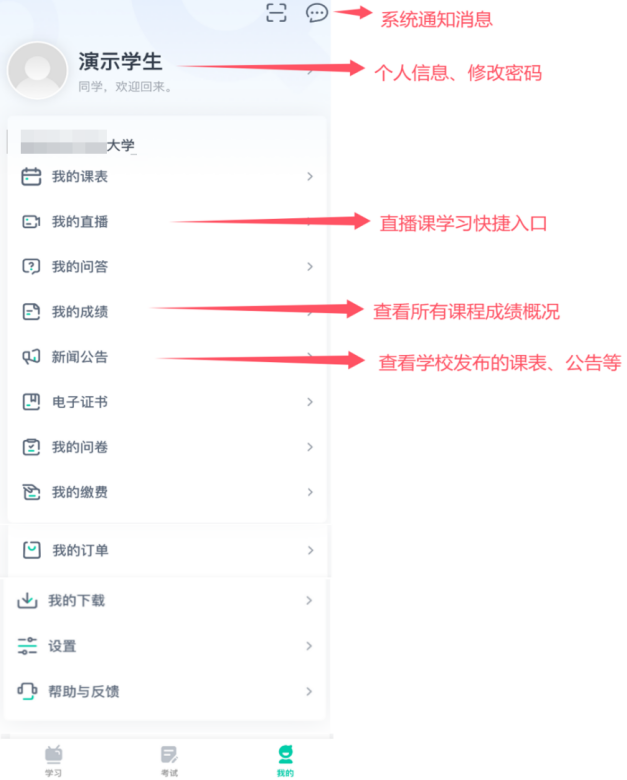 系统通知消息
演示学生
个人信息、修改密码
同学，欢迎回来。
大学
我的课表
我的直播
直播课学习快捷入口
我的问答
我的成绩
查看所有课程成绩概况
新闻公告
查看学校发布的课表、公告等
电子证书
我的问卷
我的缴费
我的订单
我的下载
设置
帮助与反馈
学习
考试
我的